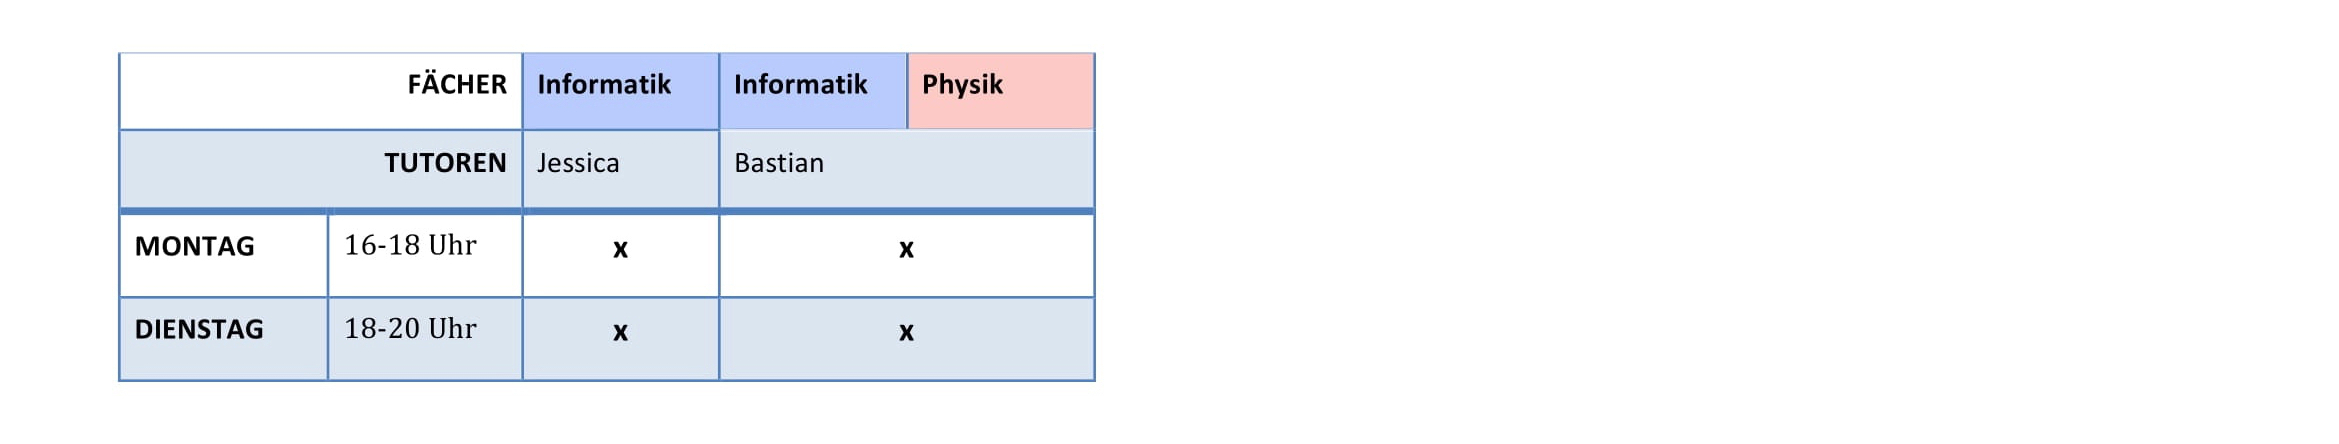 FÄCHER Informatik Informatik Physik
TUTOREN Jessica Bastian
MONTAG 16-18 Uhr x x
DIENSTAG 18-20 Uhr x x